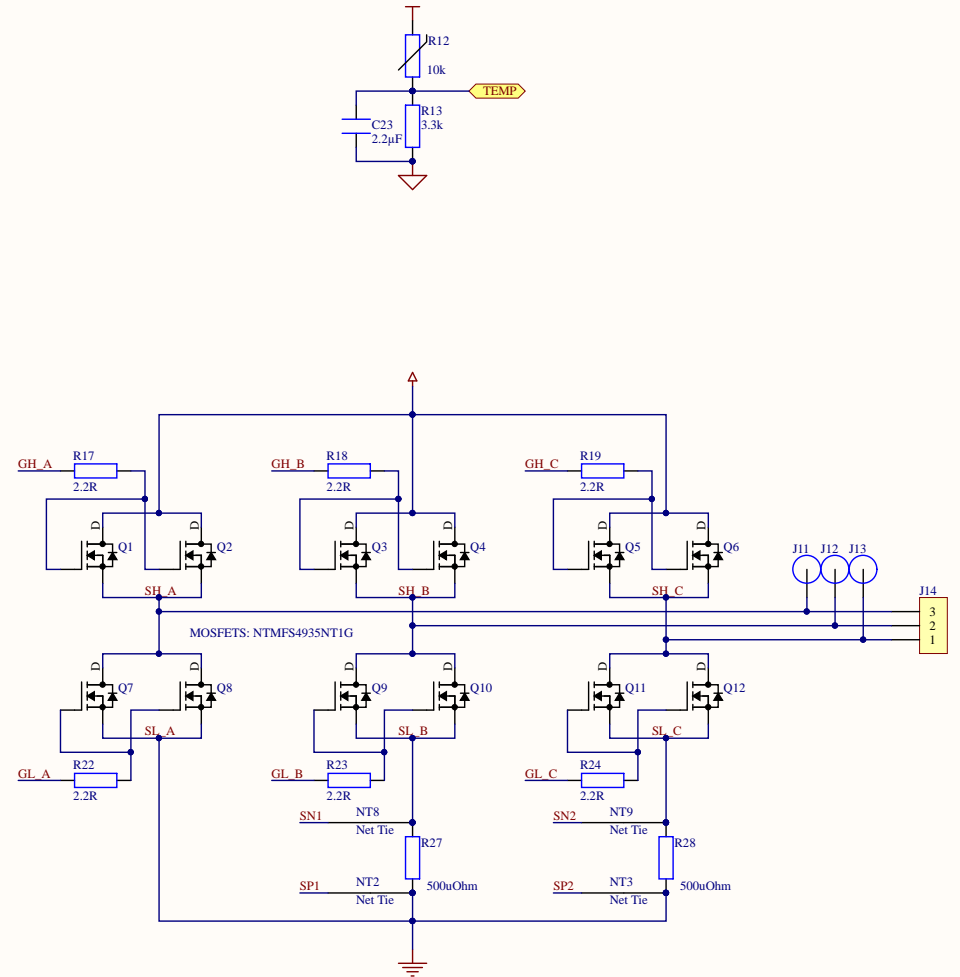 R12
10k
TEMP
R13
3.3k
C23
2.2µF
GH_A
R17
2.2R
GH_B
R18
2.2R
GH_C
R19
2.2R
D
D
D
D
D
D
Q1
Q2
Q3
Q4
Q5
Q6
J11
J12
J13
J14
SH_A
SH_B
SH_C
3
2
1
MOSFETS: NTMFS4935NT1G
D
D
D
D
D
D
Q7
Q8
Q9
Q10
Q11
Q12
SL_A
SL_B
SL_C
GL_A
R22
2.2R
GL_B
R23
2.2R
GL_C
R24
2.2R
SN1
NT8
Net Tie
SN2
NT9
Net Tie
R27
500uOhm
R28
500uOhm
SP1
NT2
Net Tie
SP2
NT3
Net Tie